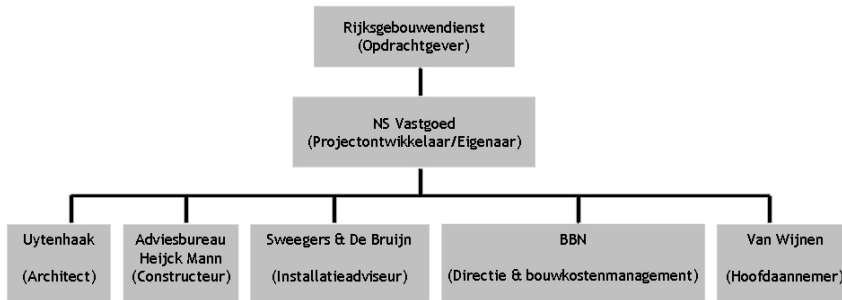 Rijksgebouwendienst
(Opdrachtgever)
NS Vastgoed
(Projectontwikkelaar/Eigenaar)
Uytenhaak
(Architect)
Adviesbureau
Heijck Mann
(Constructeur)
Sweegers & De Bruijn
(Installatieadviseur)
BBN
(Directie & bouwkostenmanagement)
Van Wijnen
(Hoofdaannemer)